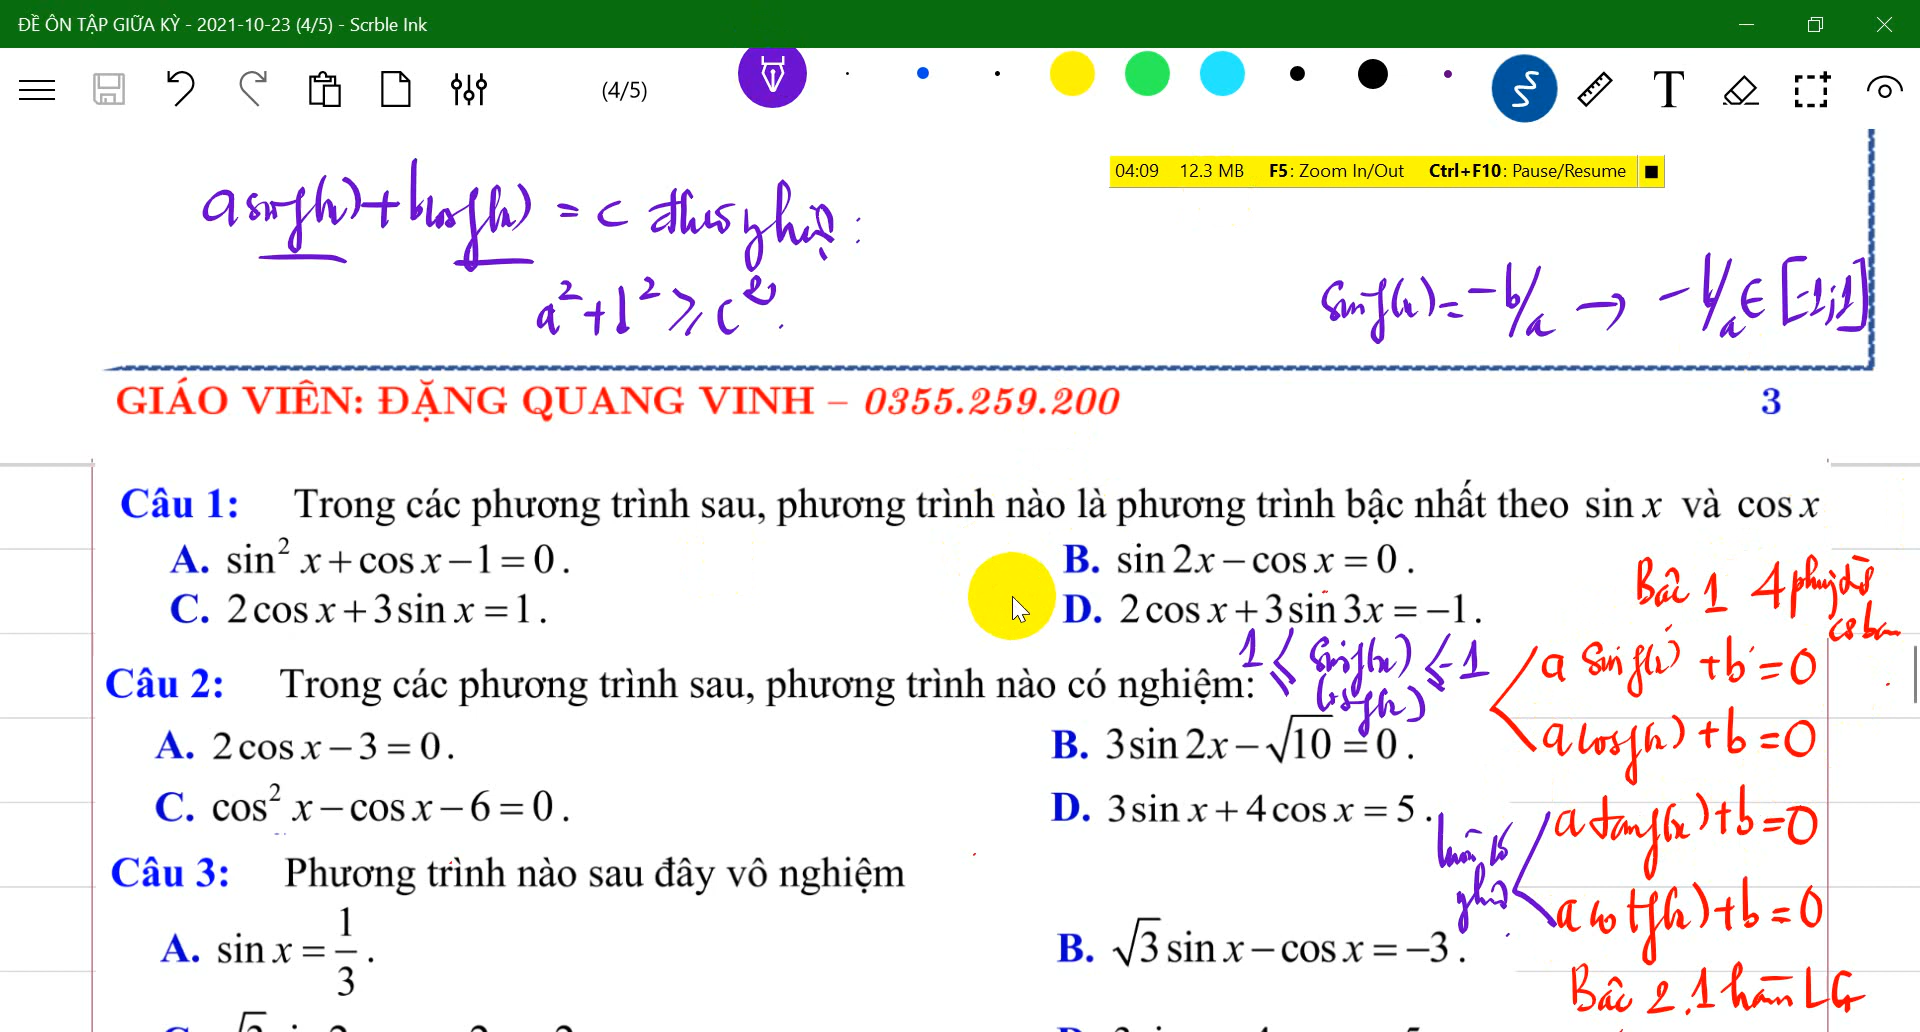 ĐỀ ÔN TẬP GIỮA KỲ - 2021-10-23 (4/5) - Scrble Ink
(4/5)
T
04:09 12.3 MB F5: Zoom In/Out Ctrl+F10: Pause/Resume
a sin f(x) + b cos f(x) = c
a² + b² ≥ c²
sin f(x) = -b/a → -b/a ∈ [-1;1]
GIÁO VIÊN: ĐẶNG QUANG VINH – 0355.259.200 3
Câu 1: Trong các phương trình sau, phương trình nào là phương trình bậc nhất theo sin x và cos x
A. sin² x + cos x − 1 = 0. B. sin 2x − cos x = 0.
C. 2 cos x + 3 sin x = 1. D. 2 cos x + 3 sin 3x = −1.
Bậc 1 4
Câu 2: Trong các phương trình sau, phương trình nào có nghiệm:
1 ≤ sin f(x) ≤ -1
cos f(x)
a sin f(x) + b = 0
a cos f(x) + b = 0
A. 2 cos x − 3 = 0. B. 3 sin 2x − √10 = 0.
C. cos² x − cos x − 6 = 0. D. 3 sin x + 4 cos x = 5.
luôn có
a tan f(x) + b = 0
a cot f(x) + b = 0
Câu 3: Phương trình nào sau đây vô nghiệm
A. sin x = 1/3. B. √3 sin x − cos x = −3.
Bậc 2. 1 hàm LG